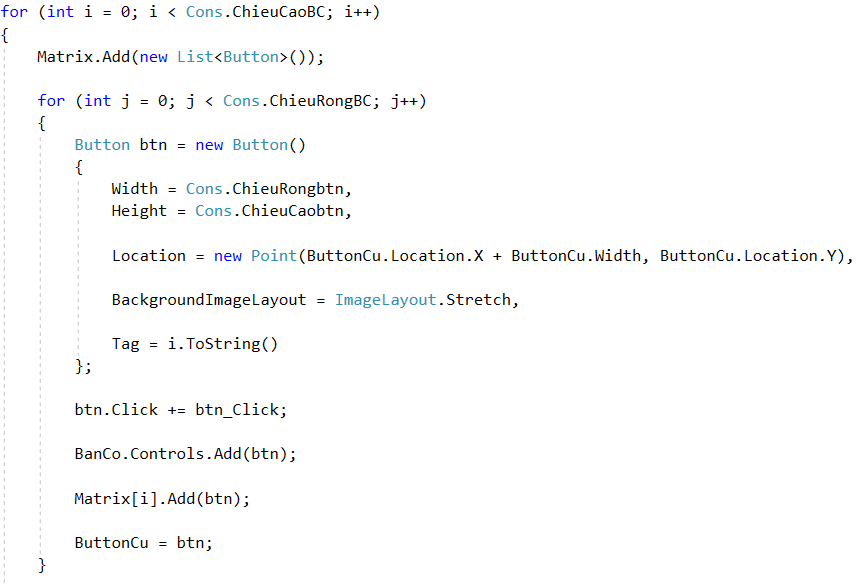 for (int i = 0; i < Cons.ChieuCaoBC; i++)
{
    Matrix.Add(new List<Button>());
    for (int j = 0; j < Cons.ChieuRongBC; j++)
    {
        Button btn = new Button()
        {
            Width = Cons.ChieuRongbtn,
            Height = Cons.ChieuCaobtn,
            Location = new Point(ButtonCu.Location.X + ButtonCu.Width, ButtonCu.Location.Y),
            BackgroundImageLayout = ImageLayout.Stretch,
            Tag = i.ToString()
        };
        btn.Click += btn_Click;
        BanCo.Controls.Add(btn);
        Matrix[i].Add(btn);
        ButtonCu = btn;
    }